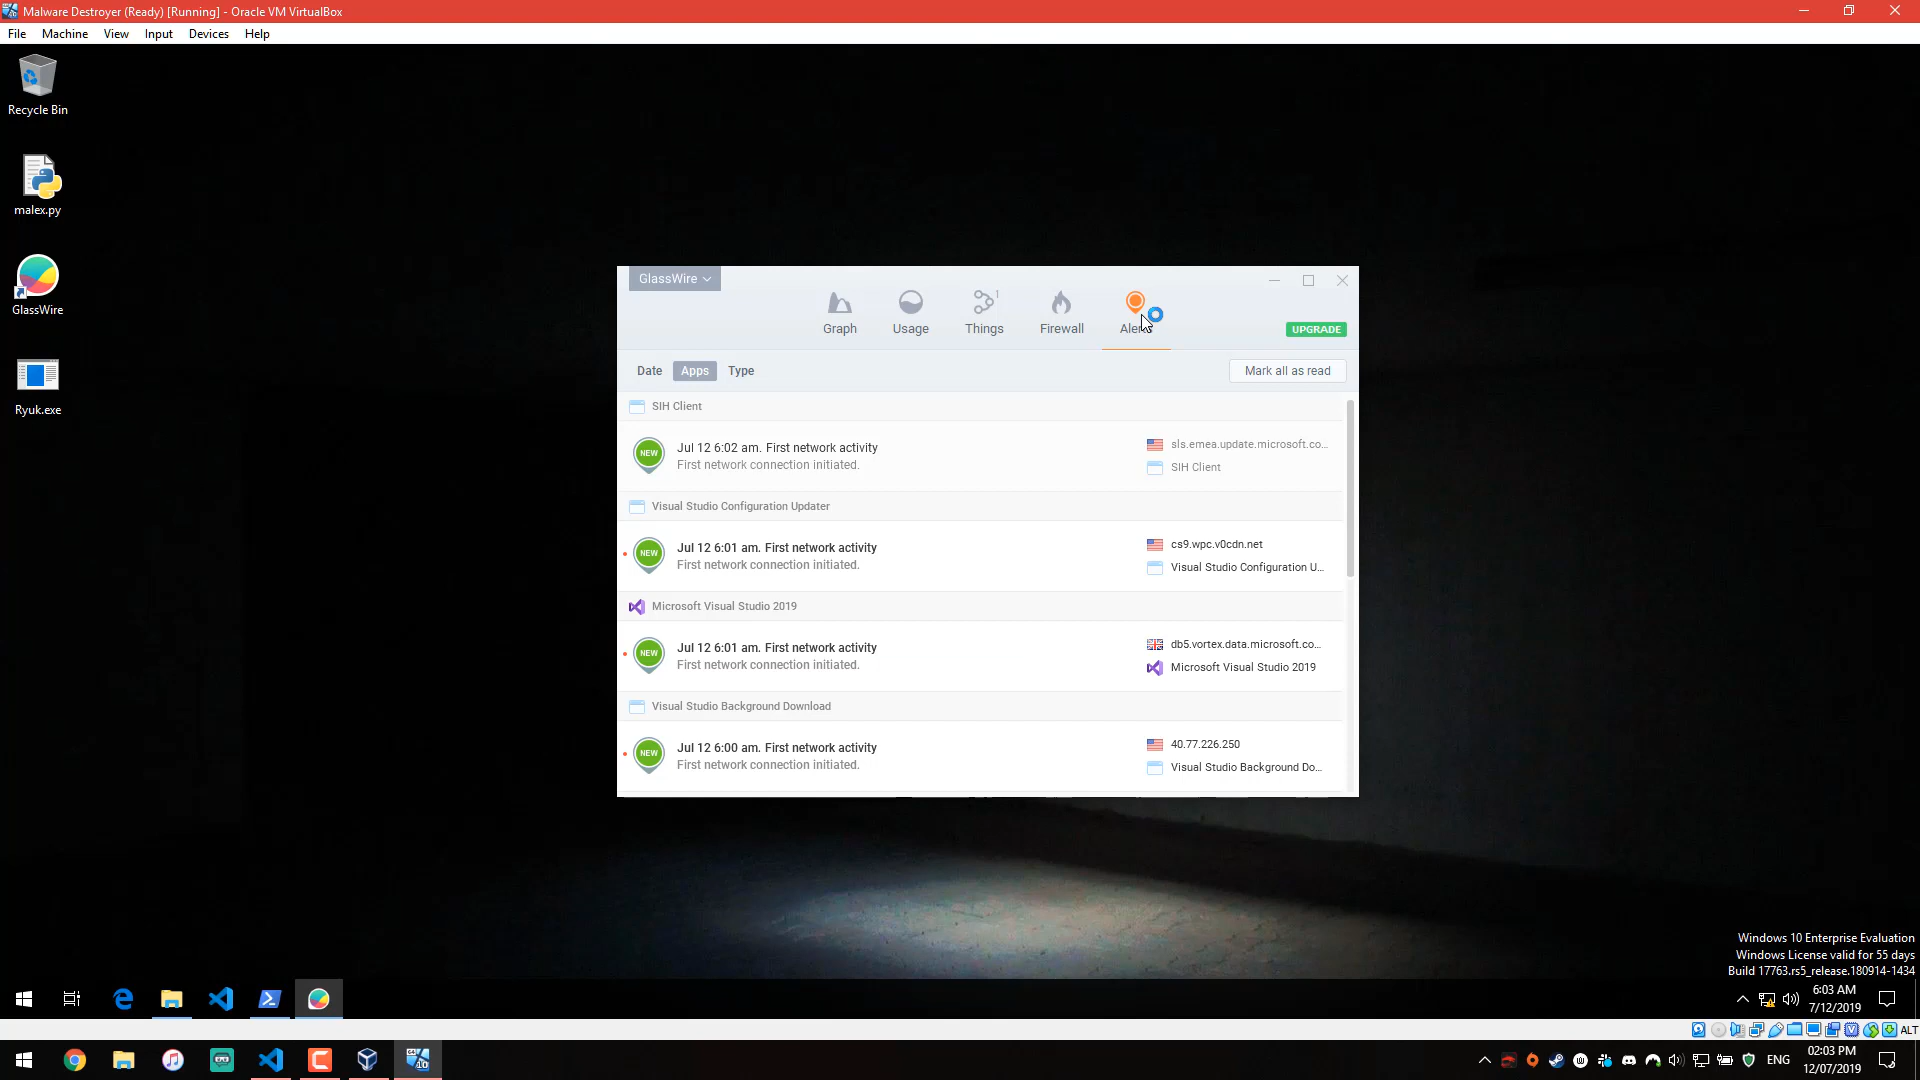 Malware Destroyer (Ready) [Running] - Oracle VM VirtualBox
File Machine View Input Devices Help
Recycle Bin
malex.py
GlassWire
Ryuk.exe
GlassWire
Graph
Usage
1
Things
Firewall
UPGRADE
Date Apps Type
Mark all as read
SIH Client
NEW
Jul 12 6:02 am. First network activity
First network connection initiated.
sls.emea.update.microsoft.co...
SIH Client
Visual Studio Configuration Updater
NEW
Jul 12 6:01 am. First network activity
First network connection initiated.
cs9.wpc.v0cdn.net
Visual Studio Configuration U...
Microsoft Visual Studio 2019
NEW
Jul 12 6:01 am. First network activity
First network connection initiated.
db5.vortex.data.microsoft.co...
Microsoft Visual Studio 2019
Visual Studio Background Download
NEW
Jul 12 6:00 am. First network activity
First network connection initiated.
40.77.226.250
Visual Studio Background Do...
Windows 10 Enterprise Evaluation
Windows License valid for 55 days
Build 17763.rs5_release.180914-1434
6:03 AM
7/12/2019
ALT
ENG
02:03 PM
12/07/2019